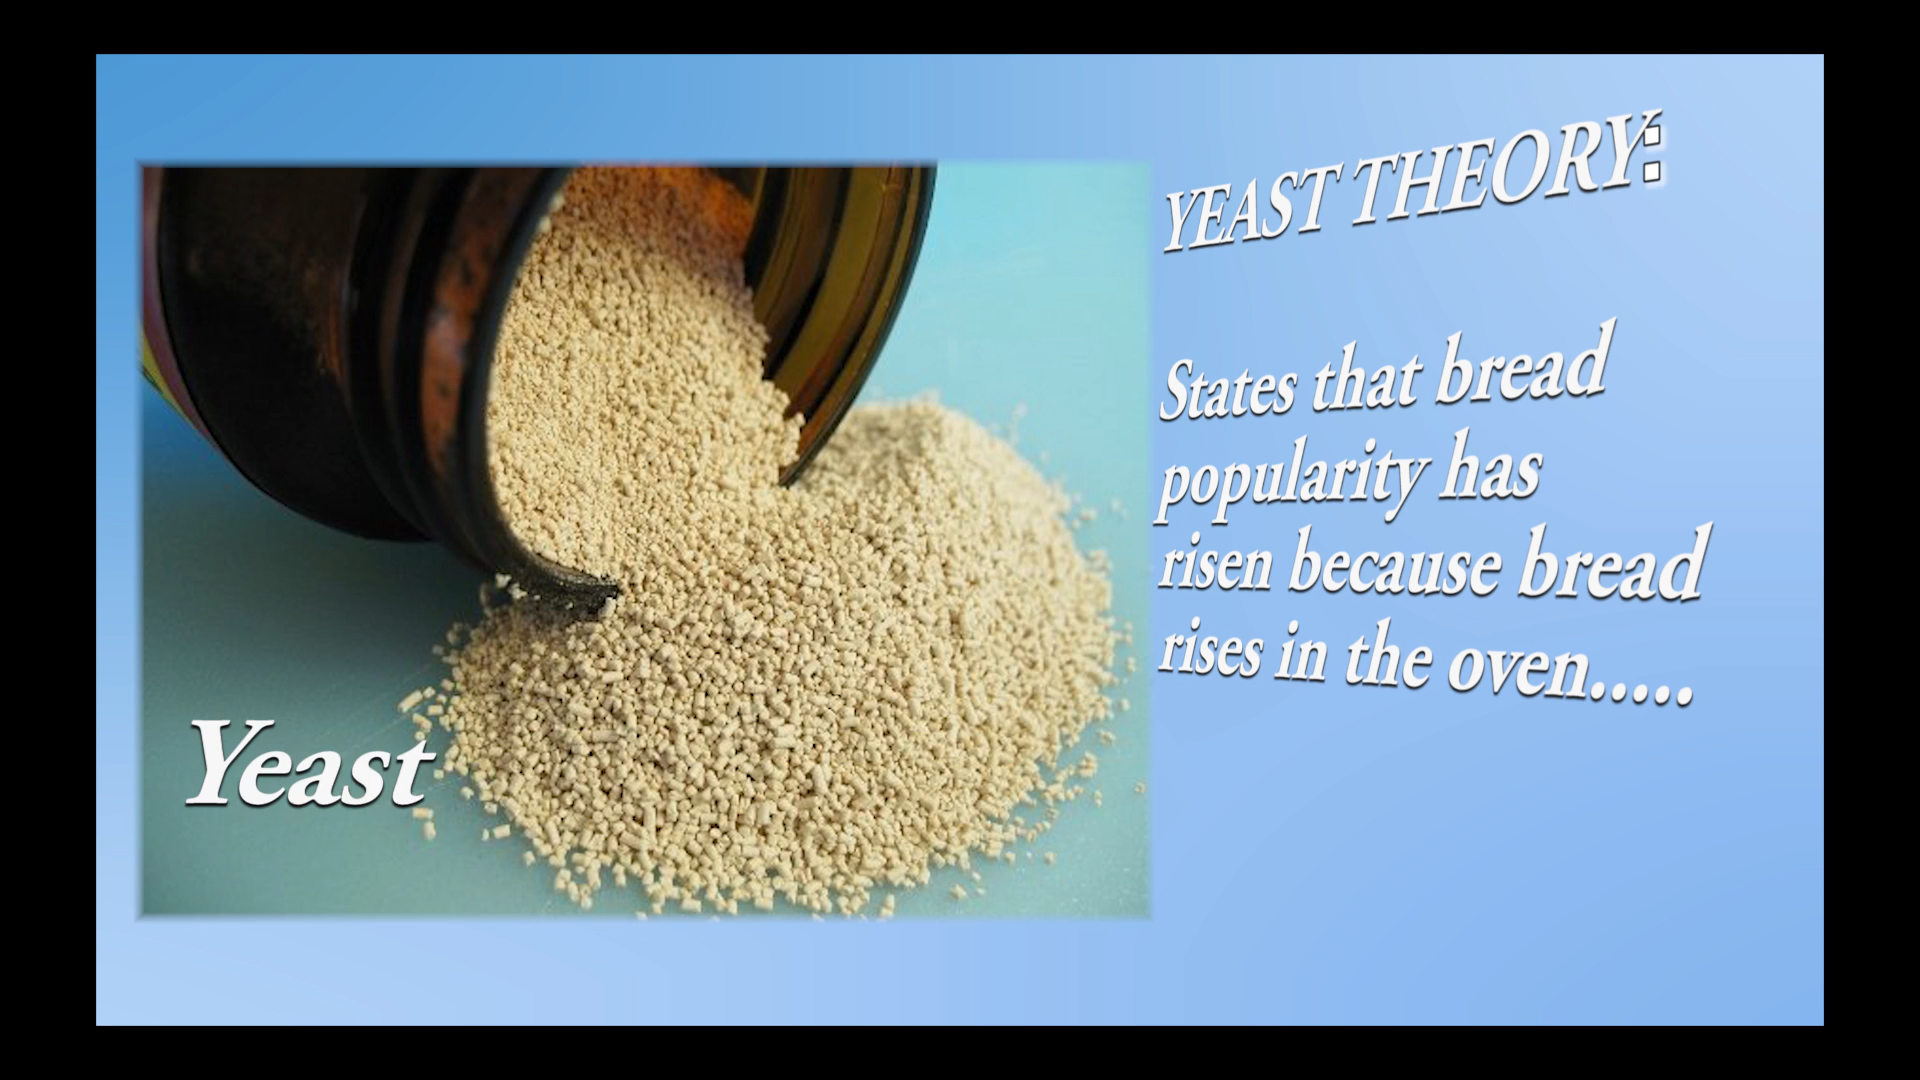 YEAST THEORY:
States that bread
popularity has
risen because bread
rises in the oven.....
Yeast